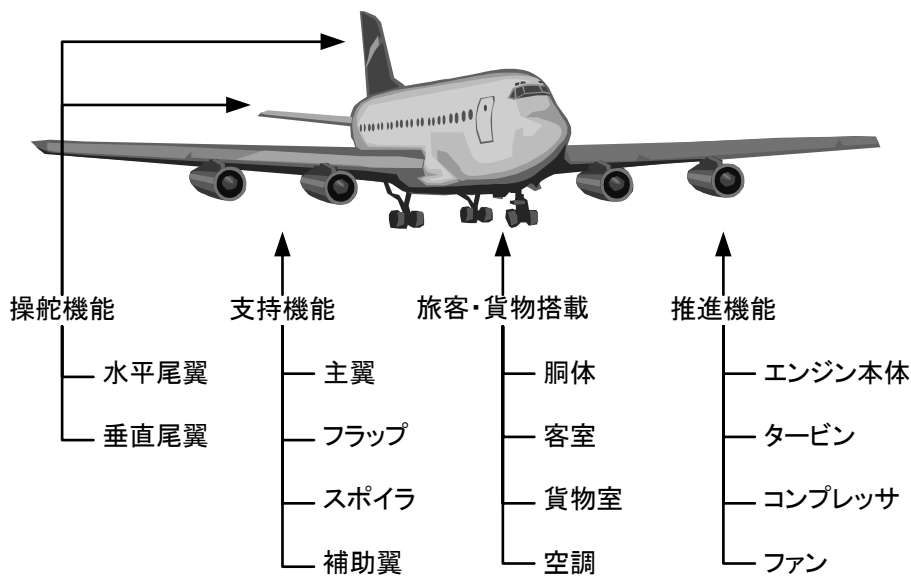 操舵機能
水平尾翼
垂直尾翼
支持機能
主翼
フラップ
スポイラ
補助翼
旅客・貨物搭載
胴体
客室
貨物室
空調
推進機能
エンジン本体
タービン
コンプレッサ
ファン